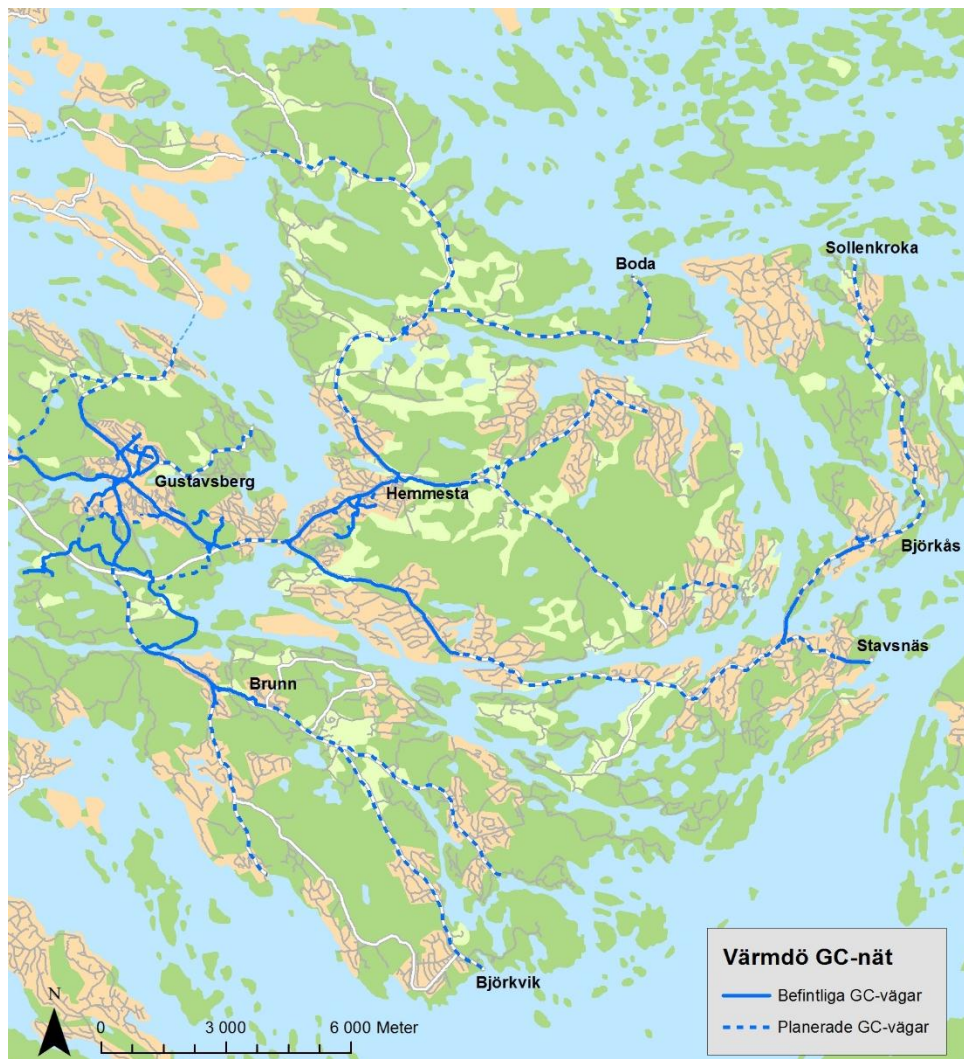 Sollenkroka
Boda
Gustavsberg
Hemmesta
Björkås
Stavsnäs
Brunn
Björkvik
Värmdö GC-nät
Befintliga GC-vägar
Planerade GC-vägar
N
0 3 000 6 000 Meter